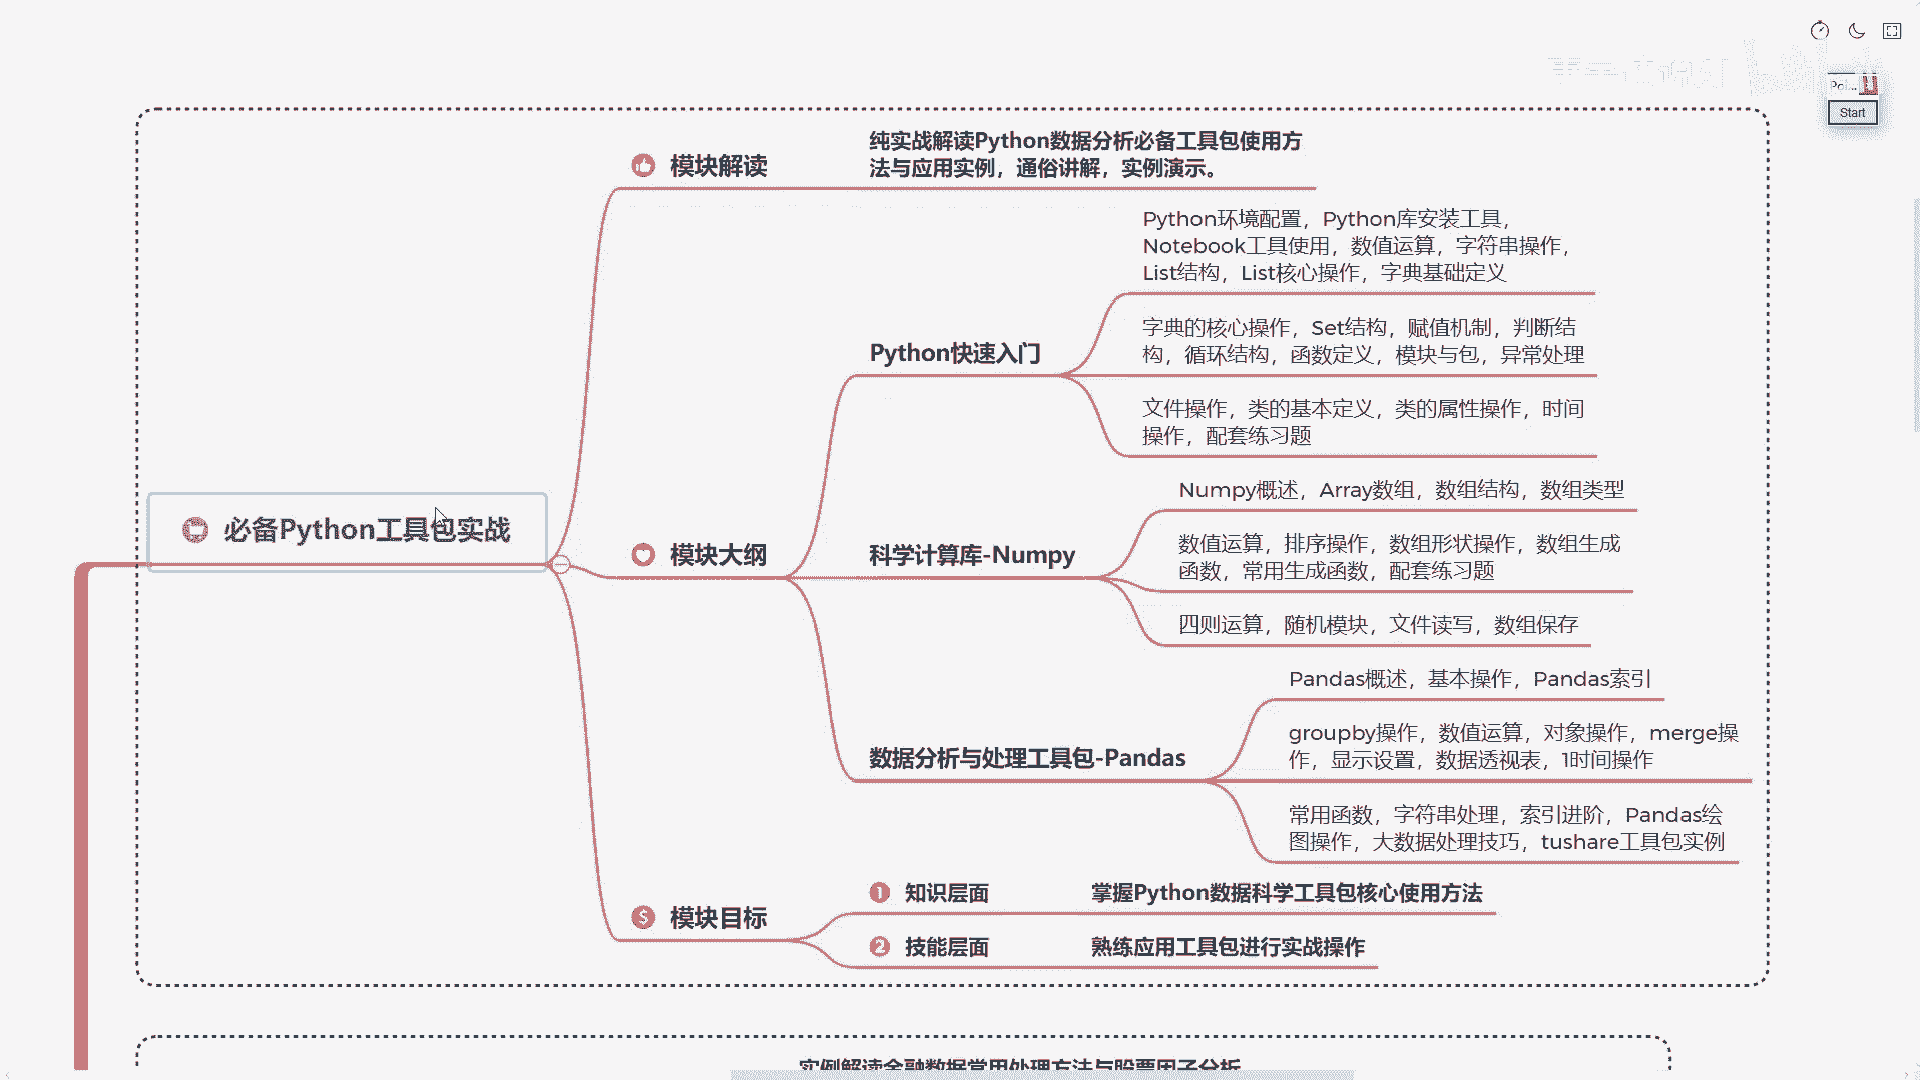 Pol...
Start
必备Python工具包实战
模块解读
纯实战解读Python数据分析必备工具包使用方
法与应用实例，通俗讲解，实例演示。
模块大纲
Python快速入门
Python环境配置，Python库安装工具，
Notebook工具使用，数值运算，字符串操作，
List结构，List核心操作，字典基础定义
字典的核心操作，Set结构，赋值机制，判断结
构，循环结构，函数定义，模块与包，异常处理
文件操作，类的基本定义，类的属性操作，时间
操作，配套练习题
科学计算库-Numpy
Numpy概述，Array数组，数组结构，数组类型
数值运算，排序操作，数组形状操作，数组生成
函数，常用生成函数，配套练习题
四则运算，随机模块，文件读写，数组保存
数据分析与处理工具包-Pandas
Pandas概述，基本操作，Pandas索引
groupby操作，数值运算，对象操作，merge操
作，显示设置，数据透视表，1时间操作
常用函数，字符串处理，索引进阶，Pandas绘
图操作，大数据处理技巧，tushare工具包实例
模块目标
1 知识层面 掌握Python数据科学工具包核心使用方法
2 技能层面 熟练应用工具包进行实战操作
实例解读金融数据常用处理方法与股票因子分析